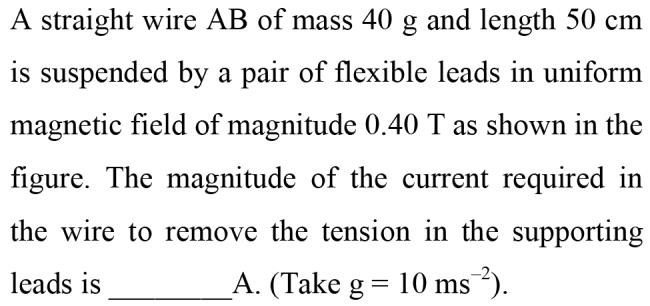 A straight wire AB of mass 40 g and length 50 cm
is suspended by a pair of flexible leads in uniform
magnetic field of magnitude 0.40 T as shown in the
figure. The magnitude of the current required in
the wire to remove the tension in the supporting
leads is _________A. (Take g = 10 ms⁻²).